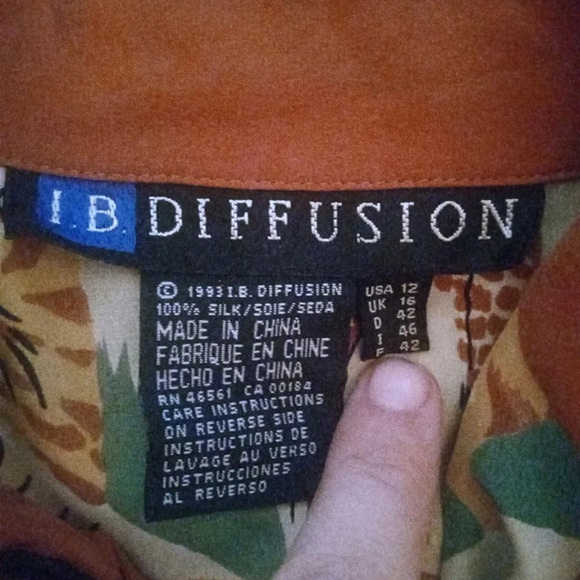 I.B. DIFFUSION
© 1993 I.B. DIFFUSION
100% SILK/SOIE/SEDA
MADE IN CHINA
FABRIQUE EN CHINE
HECHO EN CHINA
RN 46561 CA 00184
CARE INSTRUCTIONS
ON REVERSE SIDE
INSTRUCTIONS DE
LAVAGE AU VERSO
INSTRUCCIONES
AL REVERSO
USA 12
UK 16
D 42
I 46
F 42